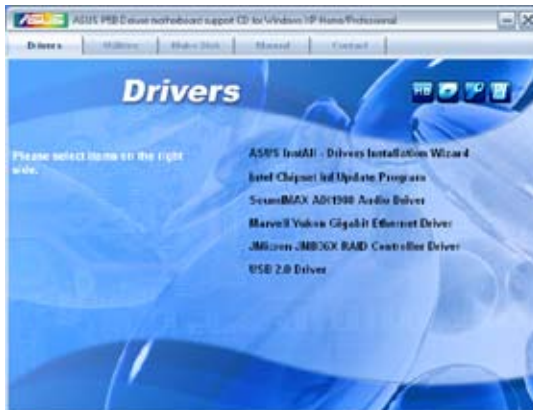 ASUS
ASUS P5B Deluxe motherboard support CD for Windows XP Home/Professional
Drivers
Utilities
Make Disk
Manual
Contact
Drivers
Please select items on the right
side.
ASUS InstAll - Drivers Installation Wizard
Intel Chipset Inf Update Program
SoundMAX ADI1988 Audio Driver
Marvell Yukon Gigabit Ethernet Driver
JMicron JMB36X RAID Controller Driver
USB 2.0 Driver